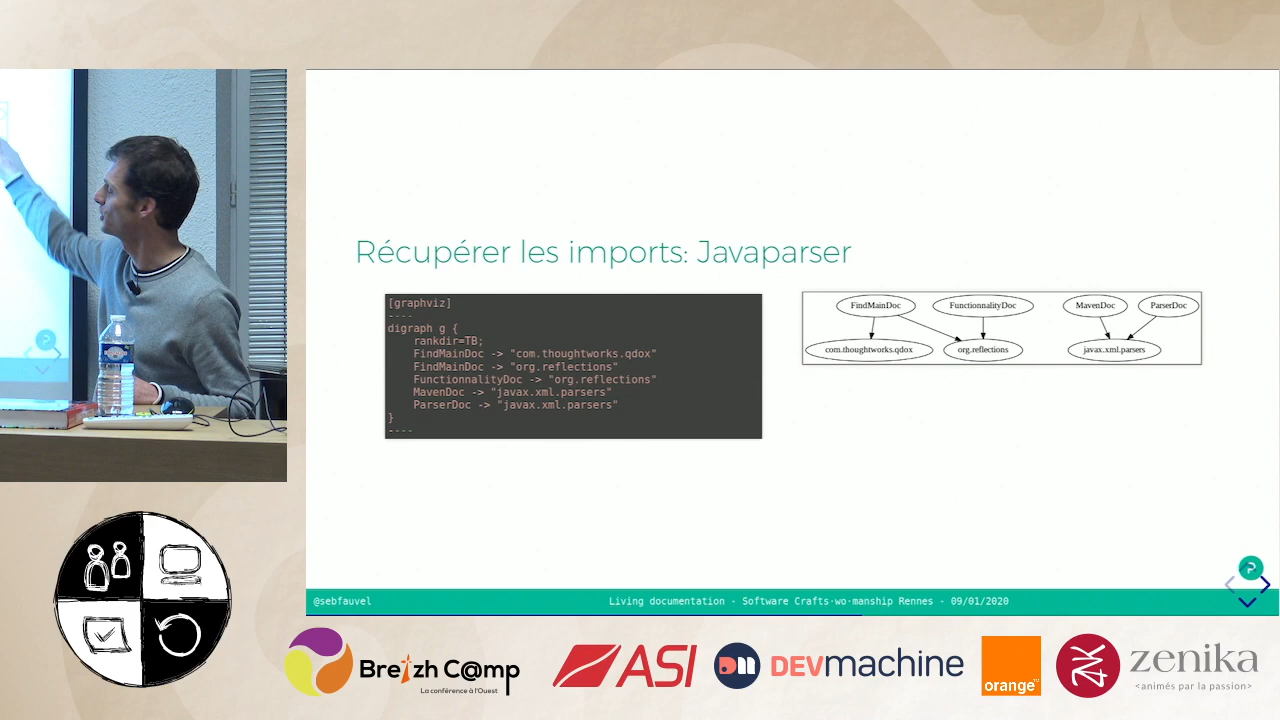 Récupérer les imports: Javaparser
[graphviz]
----
digraph g {
    rankdir=TB;
    FindMainDoc -> "com.thoughtworks.qdox"
    FindMainDoc -> "org.reflections"
    FunctionnalityDoc -> "org.reflections"
    MavenDoc -> "javax.xml.parsers"
    ParserDoc -> "javax.xml.parsers"
}
----
FindMainDoc FunctionnalityDoc MavenDoc ParserDoc
com.thoughtworks.qdox org.reflections javax.xml.parsers
@sebfauvel Living documentation - Software Crafts·wo·manship Rennes - 09/01/2020
Breizh C@mp
La conférence à l'Ouest
ASI
DEVmachine
orange™
zenika
<animés par la passion>